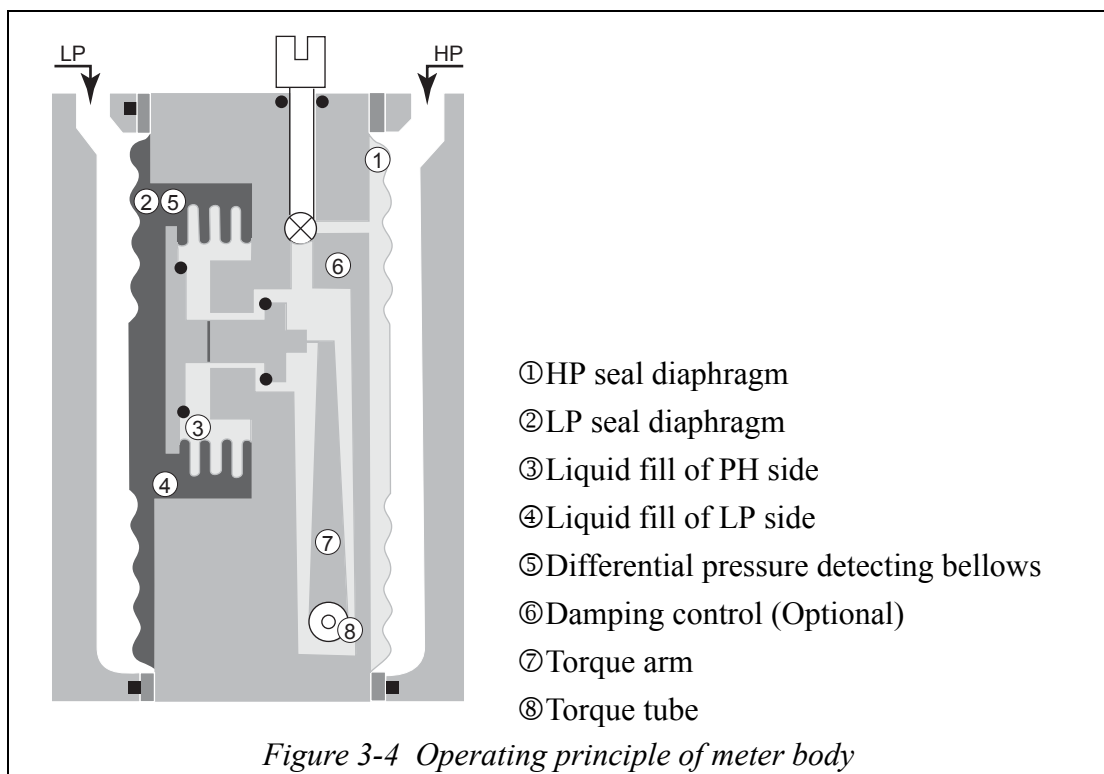 LP
HP
①
②⑤
⑥
③
④
⑦
⑧
①HP seal diaphragm
②LP seal diaphragm
③Liquid fill of PH side
④Liquid fill of LP side
⑤Differential pressure detecting bellows
⑥Damping control (Optional)
⑦Torque arm
⑧Torque tube
Figure 3-4 Operating principle of meter body